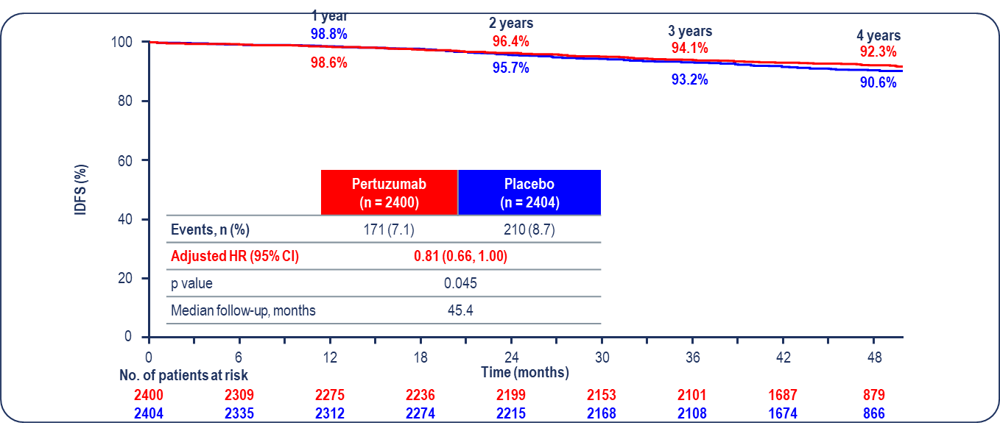 1 year
98.8%
98.6%
2 years
96.4%
95.7%
3 years
94.1%
93.2%
4 years
92.3%
90.6%
100
80
60
40
20
0
IDFS (%)
Pertuzumab
(n = 2400)
Placebo
(n = 2404)
Events, n (%) 171 (7.1) 210 (8.7)
Adjusted HR (95% CI) 0.81 (0.66, 1.00)
p value 0.045
Median follow-up, months 45.4
0 6 12 18 24 30 36 42 48
Time (months)
No. of patients at risk
2400 2309 2275 2236 2199 2153 2101 1687 879
2404 2335 2312 2274 2215 2168 2108 1674 866